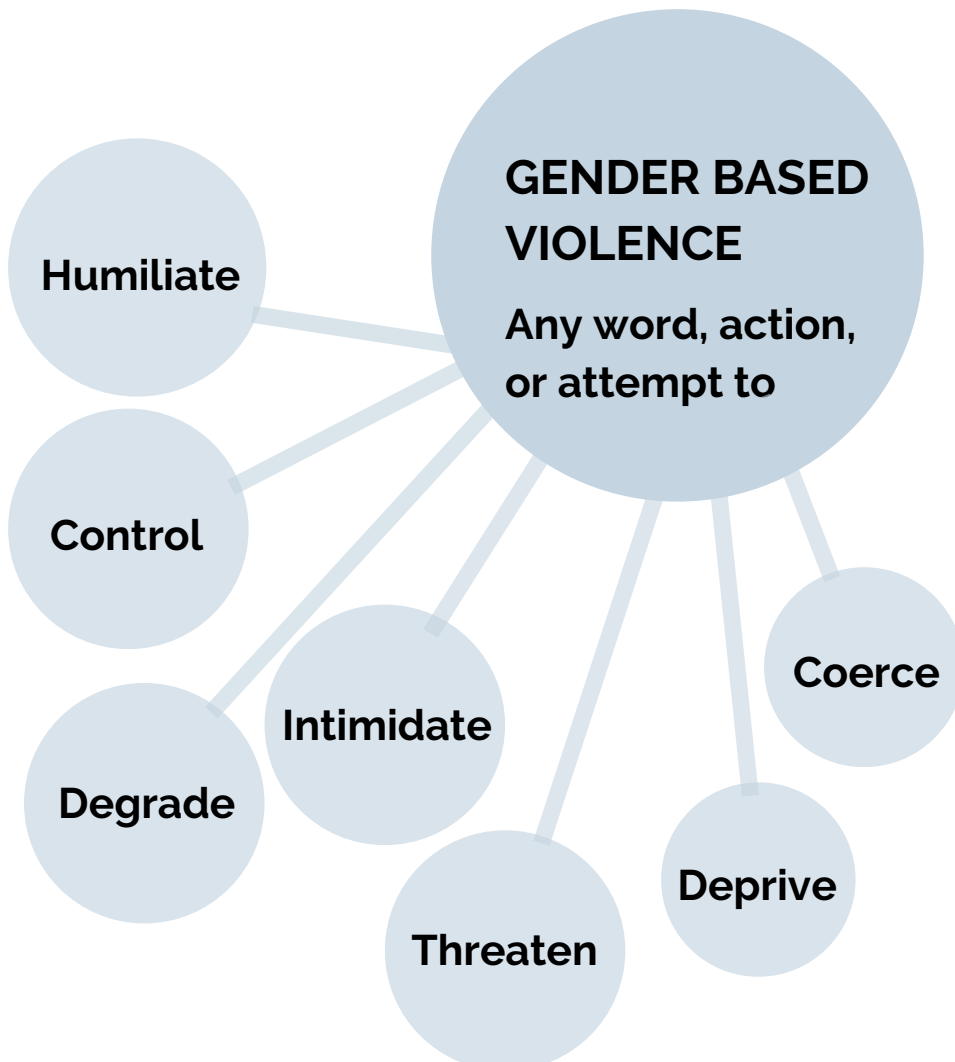 GENDER BASED
VIOLENCE
Any word, action,
or attempt to
Humiliate
Control
Degrade
Intimidate
Threaten
Deprive
Coerce